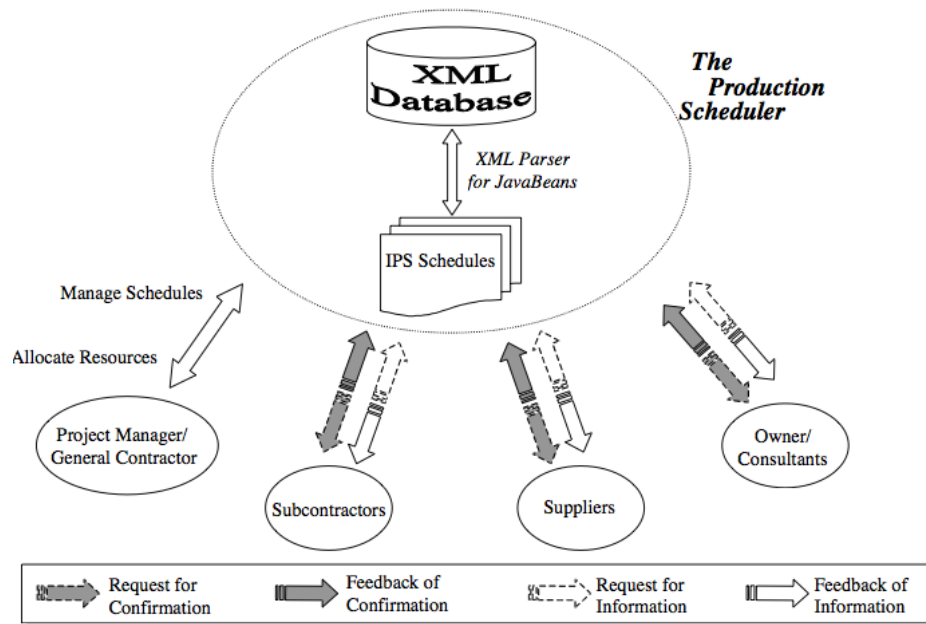 XML
Database
The
Production
Scheduler
XML Parser
for JavaBeans
IPS Schedules
Manage Schedules
Allocate Resources
Project Manager/
General Contractor
Subcontractors
Suppliers
Owner/
Consultants
Request for
Confirmation
Feedback of
Confirmation
Request for
Information
Feedback of
Information